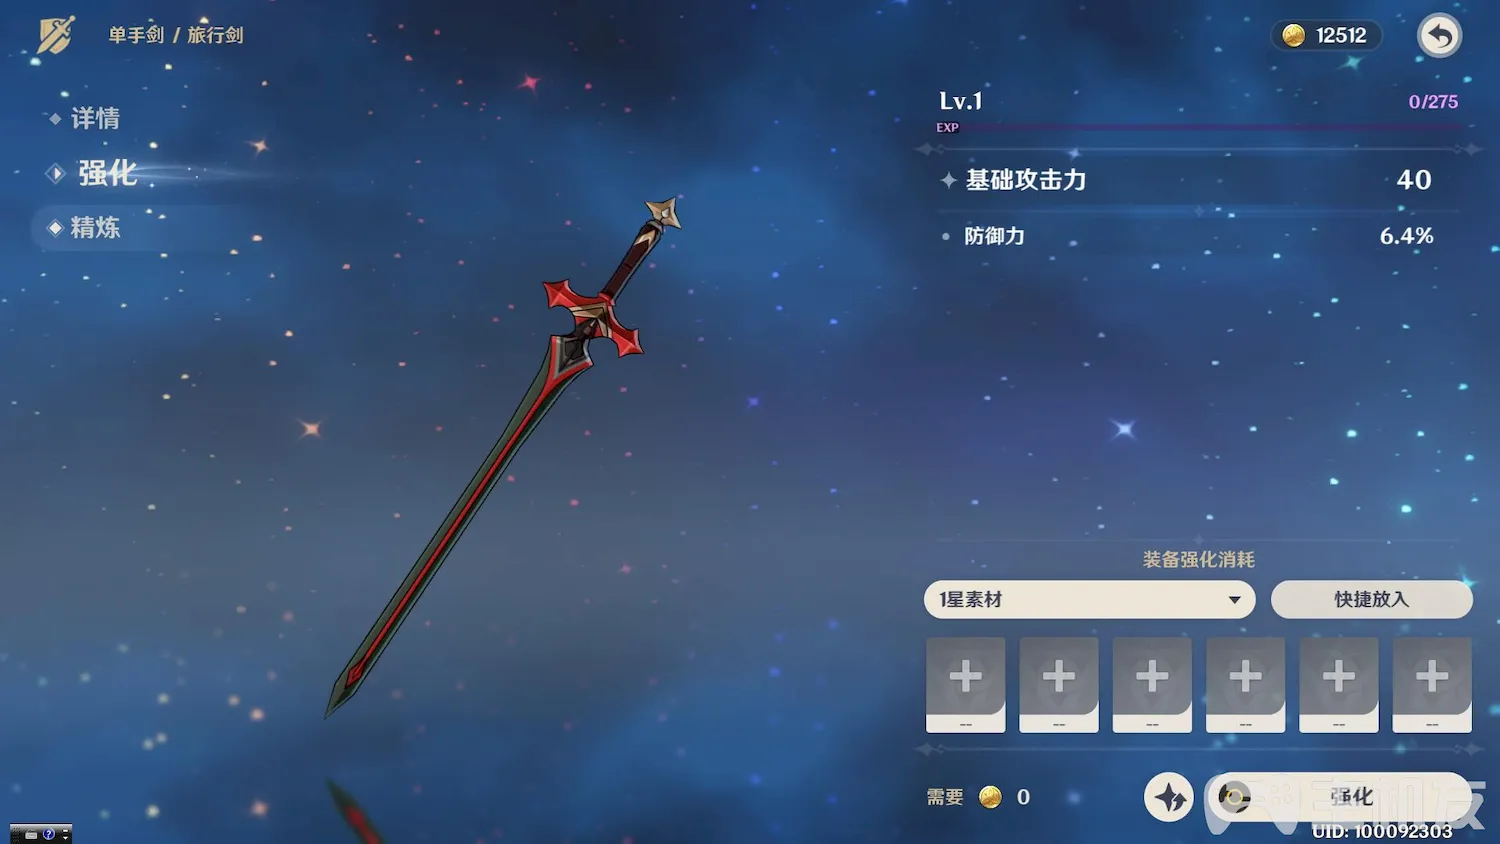 单手剑 / 旅行剑
12512
详情
强化
精炼
Lv.1
0/275
EXP
基础攻击力
40
防御力
6.4%
装备强化消耗
1星素材
快捷放入
--
--
--
--
--
--
需要
0
强化
UID: 100092303